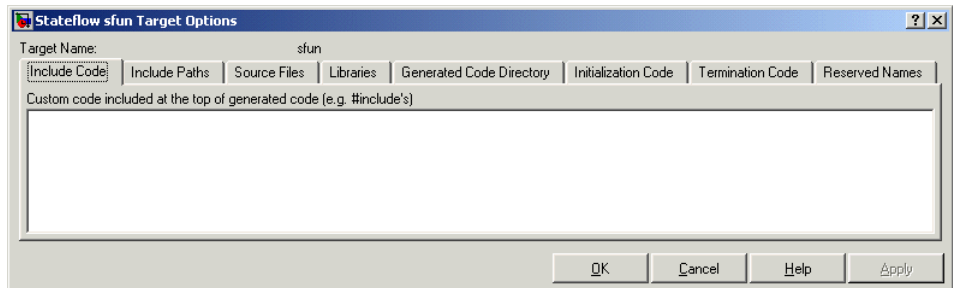 Stateflow sfun Target Options
Target Name: sfun
Include Code Include Paths Source Files Libraries Generated Code Directory Initialization Code Termination Code Reserved Names
Custom code included at the top of generated code (e.g. #include's)
OK Cancel Help Apply